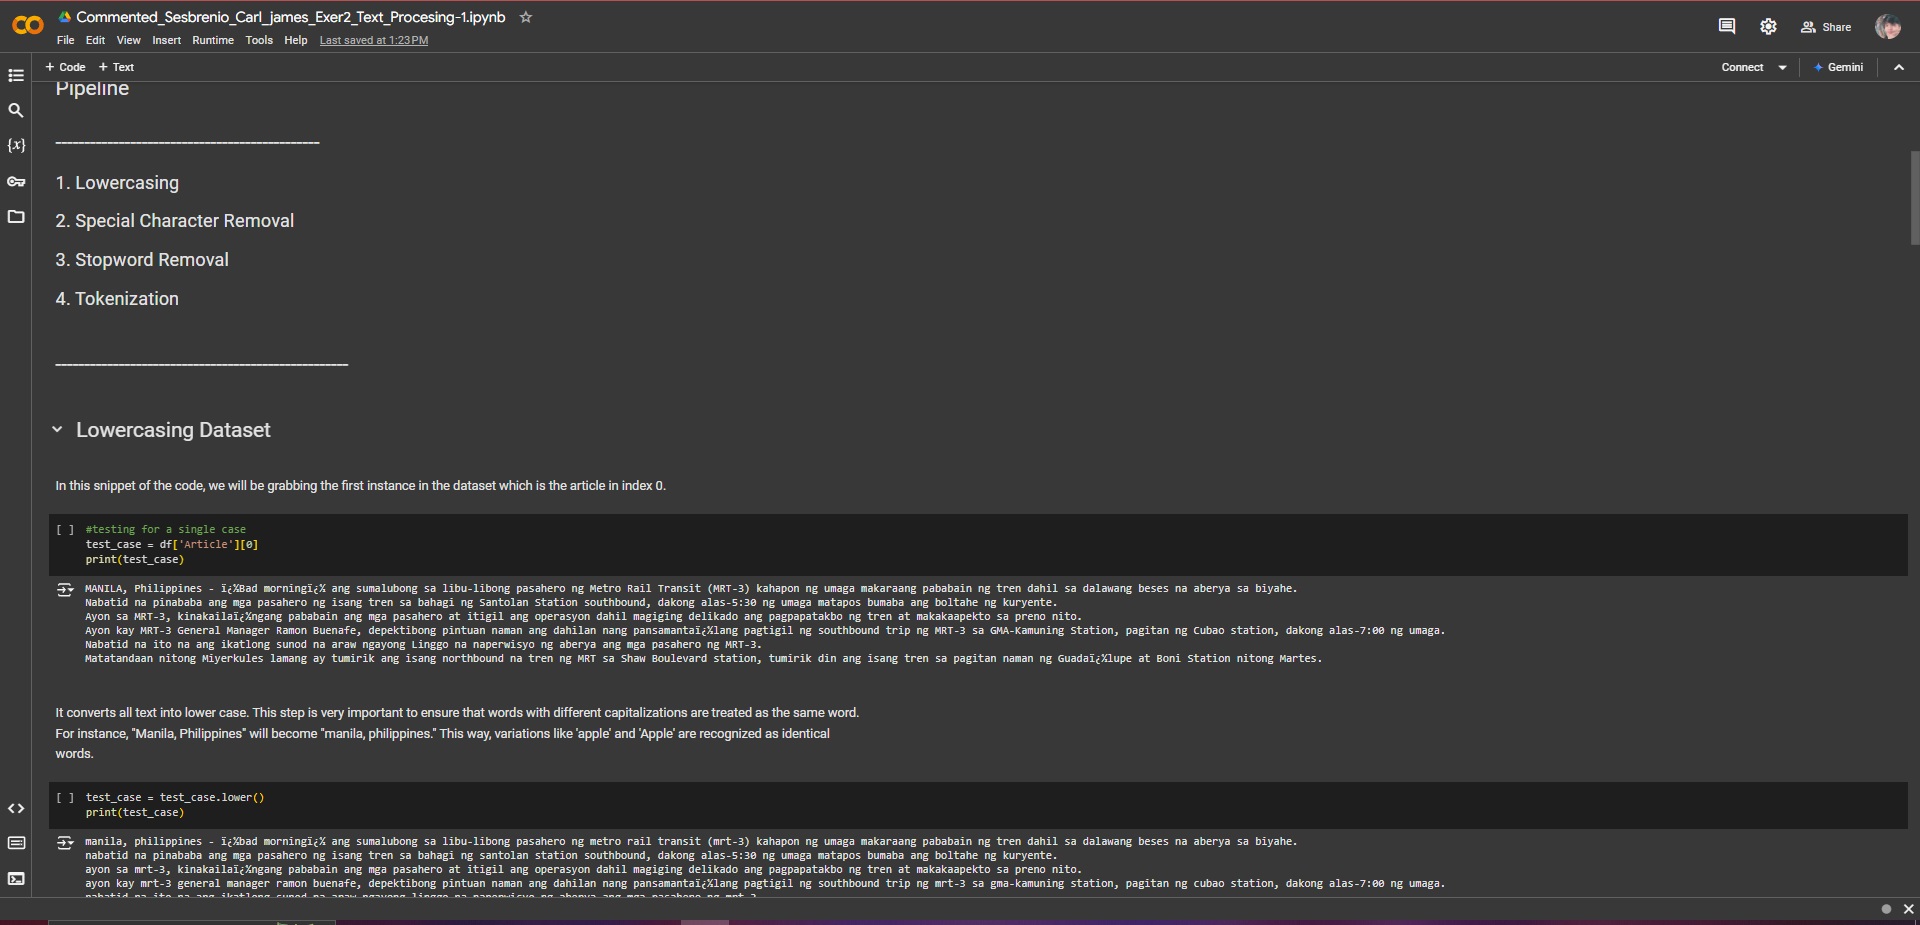 Commented_Sesbrenio_Carl_james_Exer2_Text_Procesing-1.ipynb
File Edit View Insert Runtime Tools Help Last saved at 1:23 PM
Share
+ Code + Text
Connect
Gemini
Pipeline
1. Lowercasing
2. Special Character Removal
3. Stopword Removal
4. Tokenization
Lowercasing Dataset
In this snippet of the code, we will be grabbing the first instance in the dataset which is the article in index 0.
[ ] #testing for a single case
test_case = df['Article'][0]
print(test_case)
MANILA, Philippines - ï¿½Bad morningï¿½ ang sumalubong sa libu-libong pasahero ng Metro Rail Transit (MRT-3) kahapon ng umaga makaraang pababain ng tren dahil sa dalawang beses na aberya sa biyahe.
Nabatid na pinababa ang mga pasahero ng isang tren sa bahagi ng Santolan Station southbound, dakong alas-5:30 ng umaga matapos bumaba ang boltahe ng kuryente.
Ayon sa MRT-3, kinakailaï¿½ngang pababain ang mga pasahero at itigil ang operasyon dahil magiging delikado ang pagpapatakbo ng tren at makakaapekto sa preno nito.
Ayon kay MRT-3 General Manager Ramon Buenafe, depektibong pintuan naman ang dahilan nang pansamantaï¿½lang pagtigil ng southbound trip ng MRT-3 sa GMA-Kamuning Station, pagitan ng Cubao station, dakong alas-7:00 ng umaga.
Nabatid na ito na ang ikatlong sunod na araw ngayong Linggo na naperwisyo ng aberya ang mga pasahero ng MRT-3.
Matatandaan nitong Miyerkules lamang ay tumirik ang isang northbound na tren ng MRT sa Shaw Boulevard station, tumirik din ang isang tren sa pagitan naman ng Guadaï¿½lupe at Boni Station nitong Martes.
It converts all text into lower case. This step is very important to ensure that words with different capitalizations are treated as the same word.
For instance, "Manila, Philippines" will become "manila, philippines." This way, variations like 'apple' and 'Apple' are recognized as identical
words.
[ ] test_case = test_case.lower()
print(test_case)
manila, philippines - ï¿½bad morningï¿½ ang sumalubong sa libu-libong pasahero ng metro rail transit (mrt-3) kahapon ng umaga makaraang pababain ng tren dahil sa dalawang beses na aberya sa biyahe.
nabatid na pinababa ang mga pasahero ng isang tren sa bahagi ng santolan station southbound, dakong alas-5:30 ng umaga matapos bumaba ang boltahe ng kuryente.
ayon sa mrt-3, kinakailaï¿½ngang pababain ang mga pasahero at itigil ang operasyon dahil magiging delikado ang pagpapatakbo ng tren at makakaapekto sa preno nito.
ayon kay mrt-3 general manager ramon buenafe, depektibong pintuan naman ang dahilan nang pansamantaï¿½lang pagtigil ng southbound trip ng mrt-3 sa gma-kamuning station, pagitan ng cubao station, dakong alas-7:00 ng umaga.
nabatid na ito na ang ikatlong sunod na araw ngayong linggo na naperwisyo ng aberya ang mga pasahero ng mrt-3.